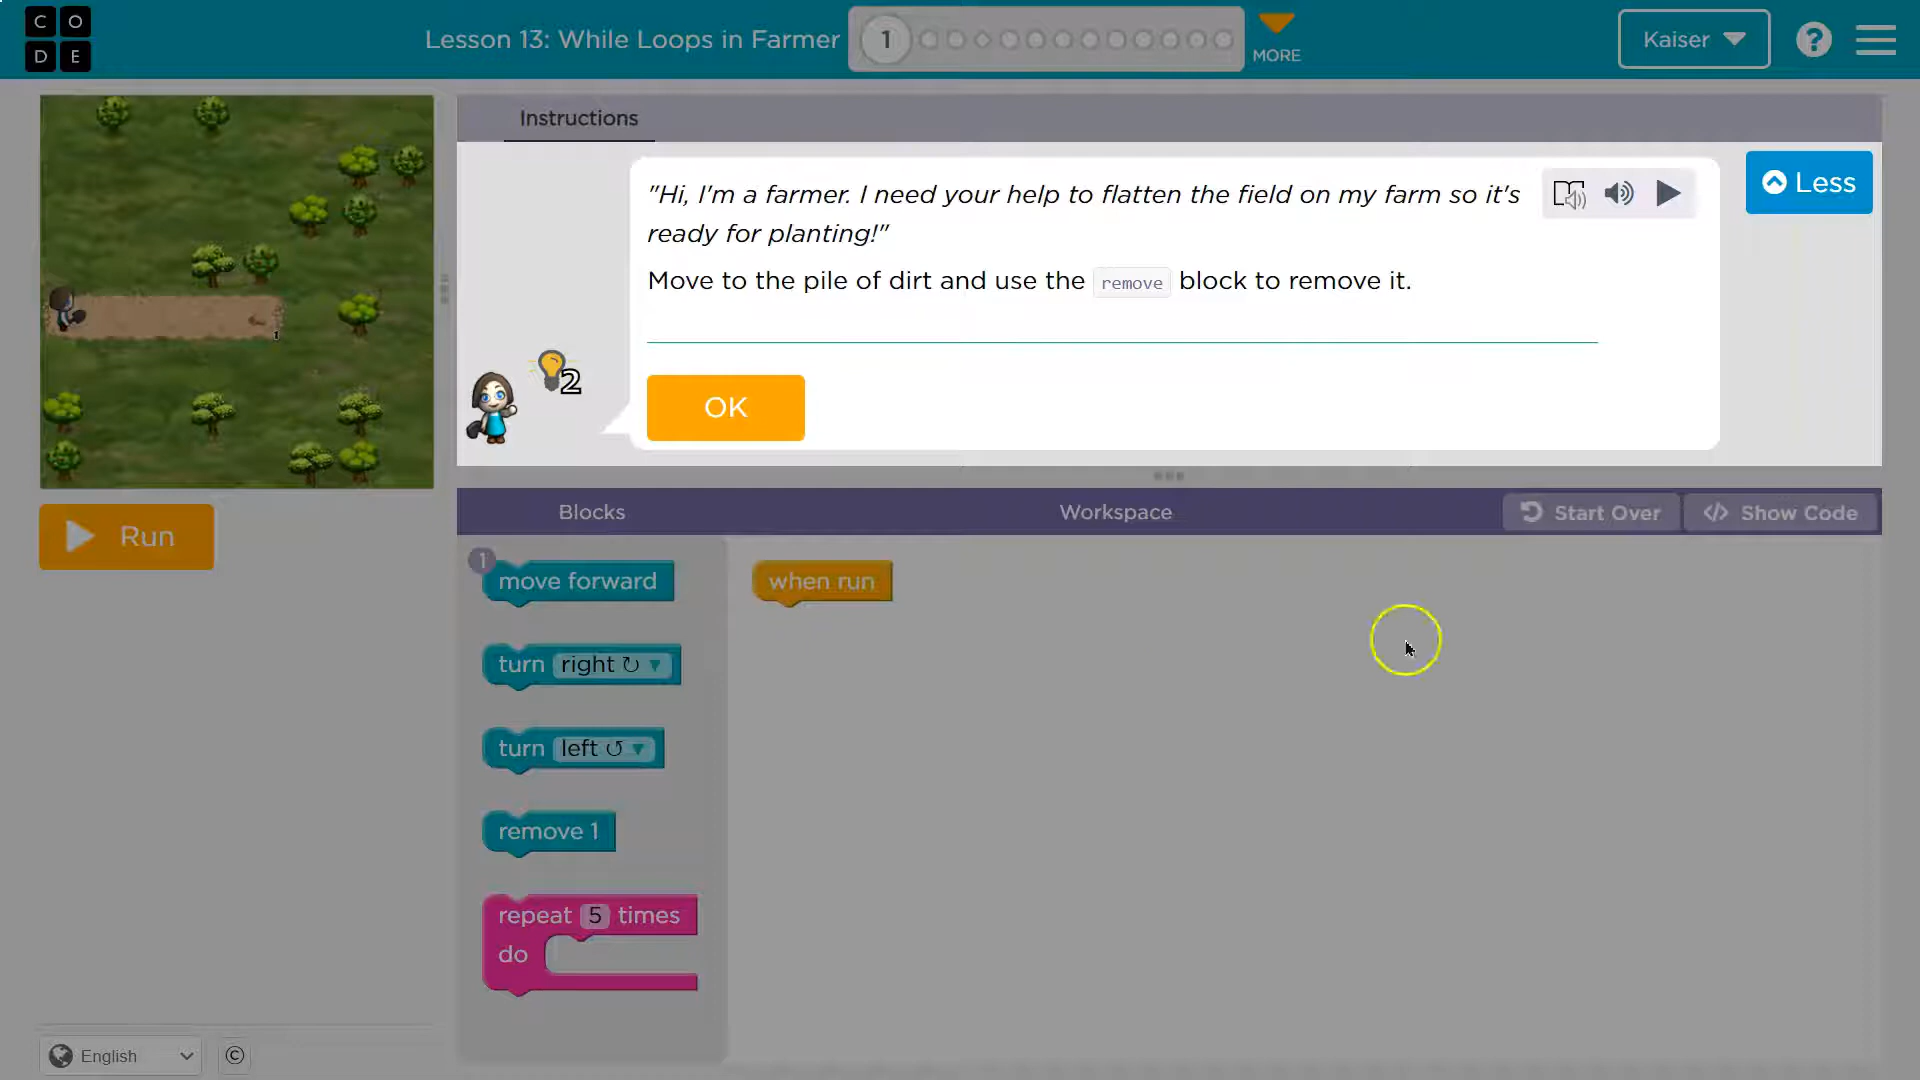 C O
D E
Lesson 13: While Loops in Farmer
1
MORE
Kaiser
?
Instructions
"Hi, I'm a farmer. I need your help to flatten the field on my farm so it's
ready for planting!"
Less
Move to the pile of dirt and use the remove block to remove it.
1
2
OK
Run
Blocks
Workspace
Start Over
</> Show Code
1
move forward
when run
turn right ↻ ▼
turn left ↺ ▼
remove 1
repeat 5 times
do
English
©